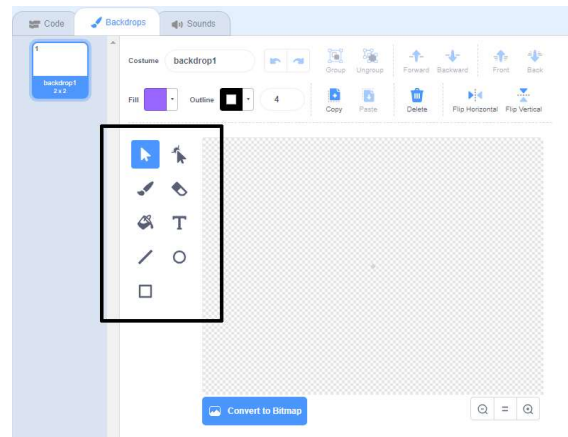 Code Backdrops Sounds
1
backdrop1
2 x 2
Costume backdrop1 Group Ungroup Forward Backward Front Back
Fill Outline 4 Copy Paste Delete Flip Horizontal Flip Vertical
T
Convert to Bitmap =